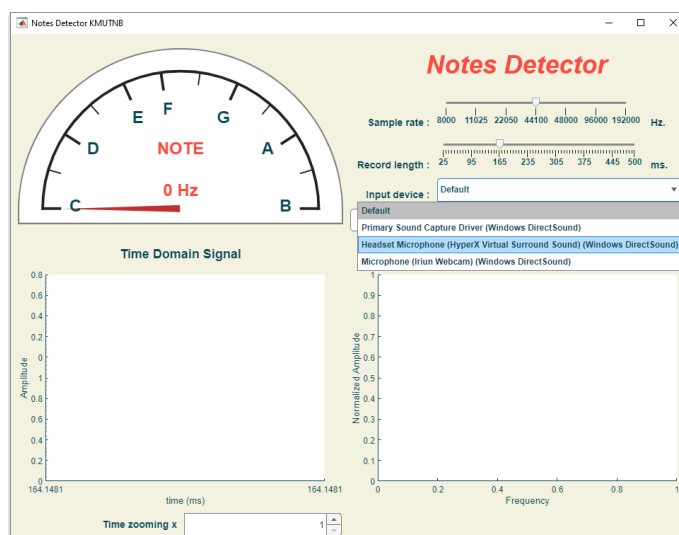 Notes Detector KMUTNB
Notes Detector
C
D
E
F
G
A
B
NOTE
0 Hz
Sample rate :
8000 11025 22050 44100 48000 96000 192000
Hz.
Record length :
25 95 165 235 305 375 445 500
ms.
Input device :
Default
Default
Primary Sound Capture Driver (Windows DirectSound)
Headset Microphone (HyperX Virtual Surround Sound) (Windows DirectSound)
Microphone (Iriun Webcam) (Windows DirectSound)
Time Domain Signal
Amplitude
0.8
0.6
0.4
0.2
0
1
0.8
0.6
0.4
0.2
0
164.1481 164.1481
time (ms)
Normalized Amplitude
1
0.9
0.8
0.7
0.6
0.5
0.4
0.3
0.2
0.1
0
0 0.2 0.4 0.6 0.8 1
Frequency
Time zooming x
1